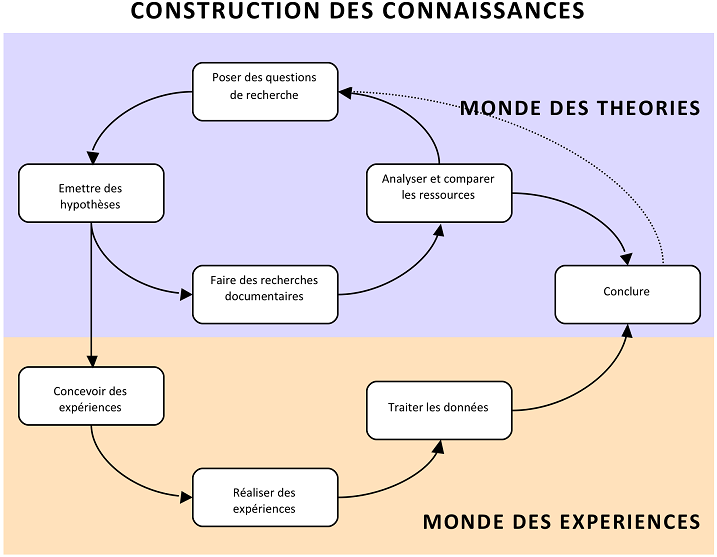 CONSTRUCTION DES CONNAISSANCES
Poser des questions
de recherche
MONDE DES THEORIES
Emettre des
hypothèses
Analyser et comparer
les ressources
Faire des recherches
documentaires
Conclure
Concevoir des
expériences
Traiter les données
Réaliser des
expériences
MONDE DES EXPERIENCES